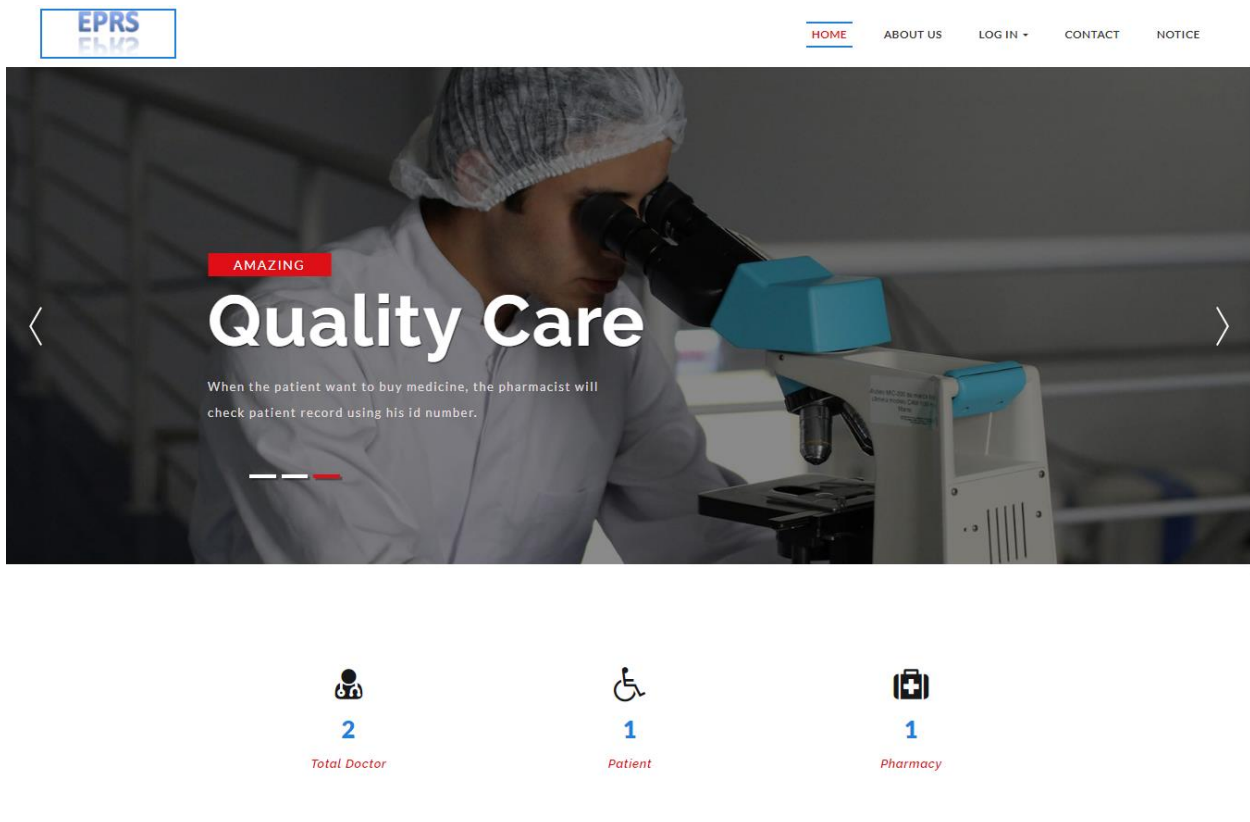 EPRS
HOME
ABOUT US
LOG IN
CONTACT
NOTICE
AMAZING
Quality Care
When the patient want to buy medicine, the pharmacist will
check patient record using his id number.
2
Total Doctor
1
Patient
1
Pharmacy